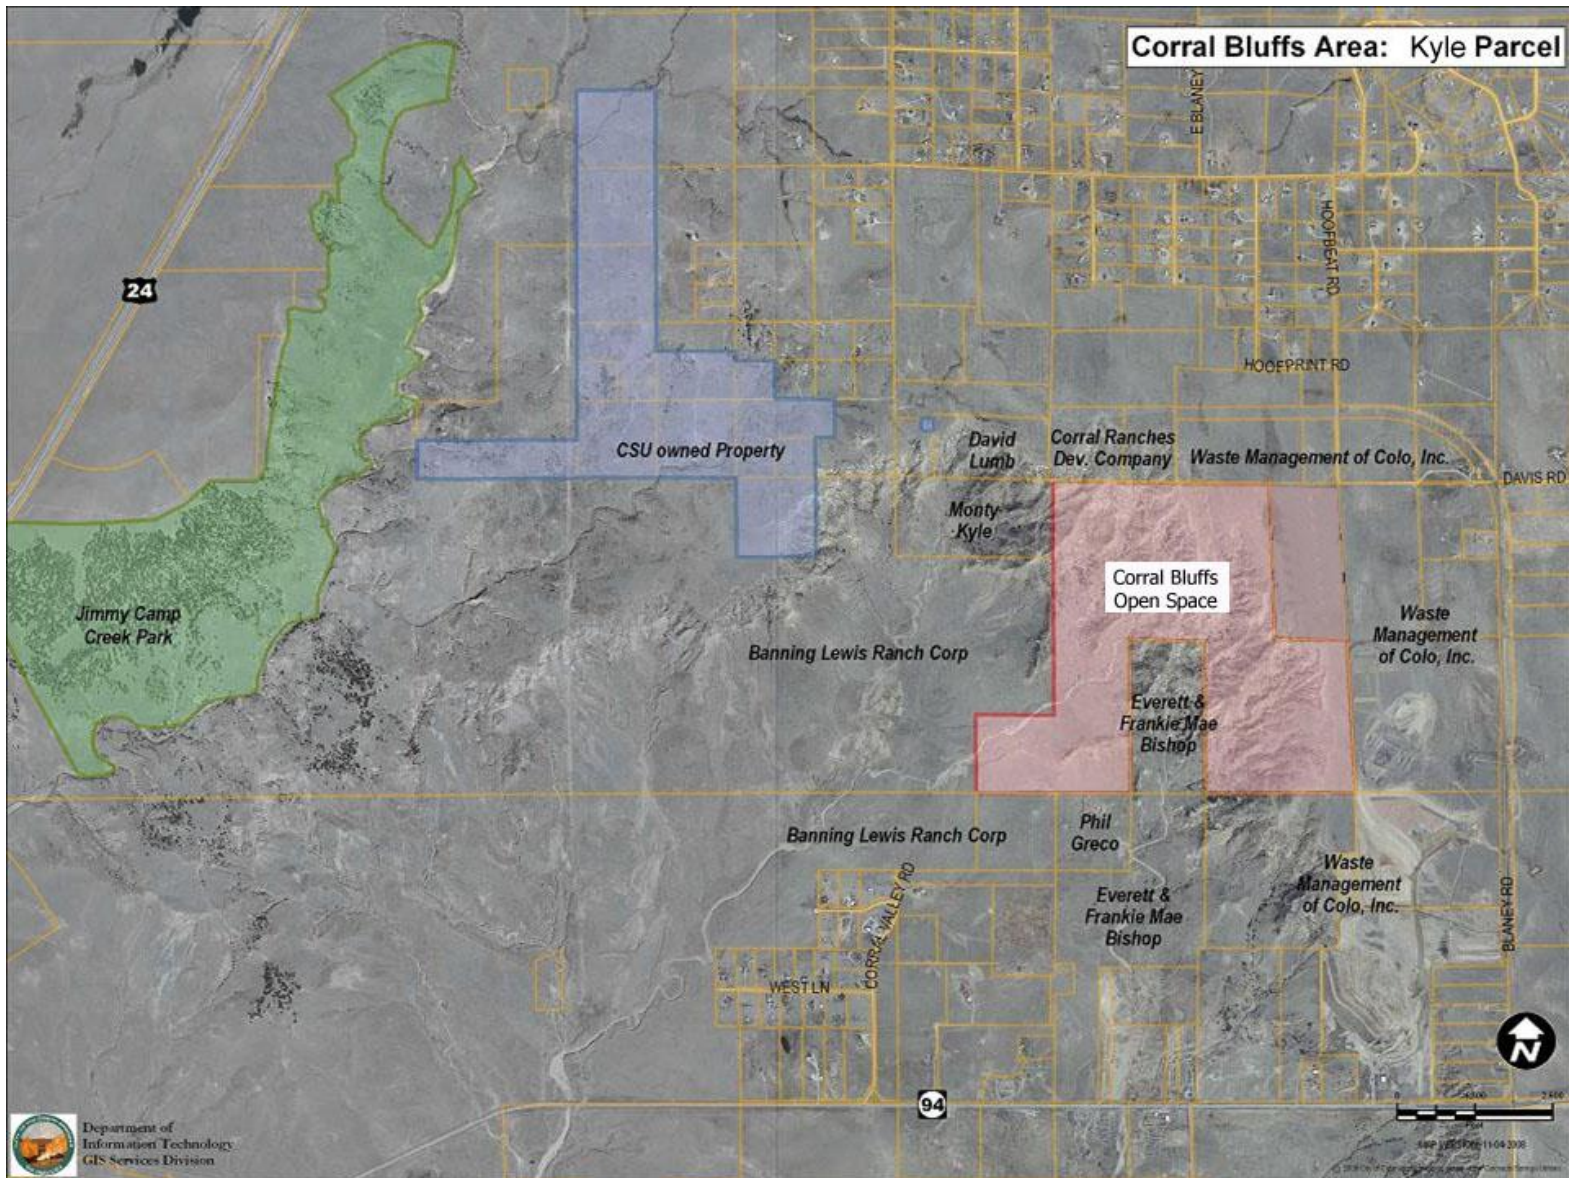 Corral Bluffs Area: Kyle Parcel
E BLANEY
HOOFBEAT RD
24
HOOFPRINT RD
David
Lumb
Corral Ranches
Dev. Company
Waste Management of Colo, Inc.
CSU owned Property
DAVIS RD
Monty
Kyle
Corral Bluffs
Open Space
Jimmy Camp
Creek Park
Waste
Management
of Colo, Inc.
Banning Lewis Ranch Corp
Everett &
Frankie Mae
Bishop
Banning Lewis Ranch Corp
Phil
Greco
Waste
Management
of Colo, Inc.
CORRAL VALLEY RD
Everett &
Frankie Mae
Bishop
BLANEY RD
WEST LN
N
94
0
Department of
Information Technology
GIS Services Division